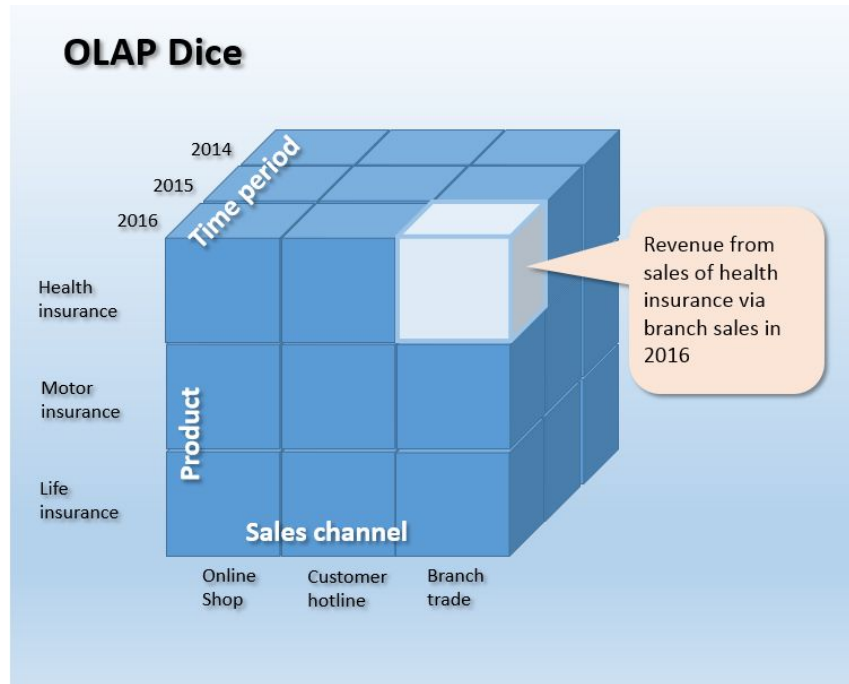 OLAP Dice
2014
2015
2016
Time period
Health
insurance
Motor
insurance
Life
insurance
Product
Sales channel
Online
Shop
Customer
hotline
Branch
trade
Revenue from
sales of health
insurance via
branch sales in
2016